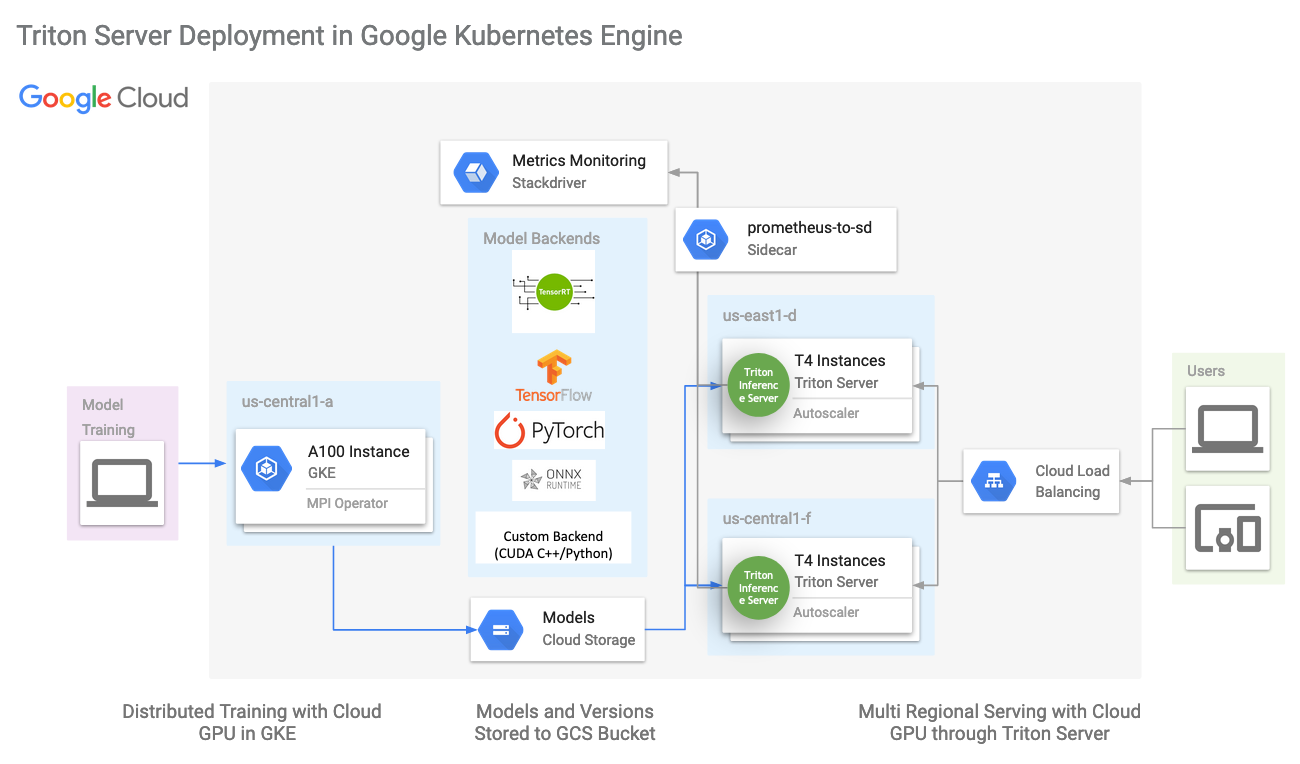 Triton Server Deployment in Google Kubernetes Engine
Google Cloud
Metrics Monitoring
Stackdriver
prometheus-to-sd
Sidecar
Model Backends
TensorRT
TensorFlow
PyTorch
ONNX
RUNTIME
Custom Backend
(CUDA C++/Python)
Model
Training
us-central1-a
A100 Instance
GKE
MPI Operator
Models
Cloud Storage
us-east1-d
Triton
Inferenc
e Server
T4 Instances
Triton Server
Autoscaler
us-central1-f
Triton
Inferenc
e Server
T4 Instances
Triton Server
Autoscaler
Cloud Load
Balancing
Users
Distributed Training with Cloud
GPU in GKE
Models and Versions
Stored to GCS Bucket
Multi Regional Serving with Cloud
GPU through Triton Server